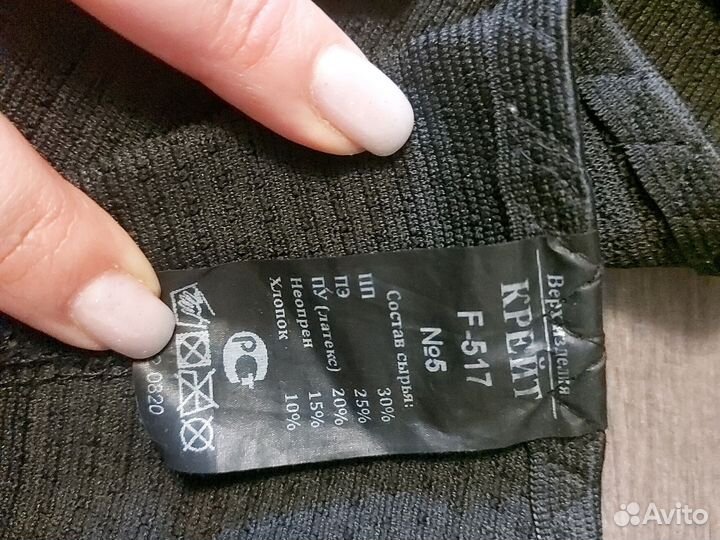 Верх изделия
КРЕЙТ
F-517
№5
Состав сырья:
ПП 30%
ПЭ 25%
ПУ (латекс) 20%
Неопрен 15%
Хлопок 10%
РСТ
0320
Avito